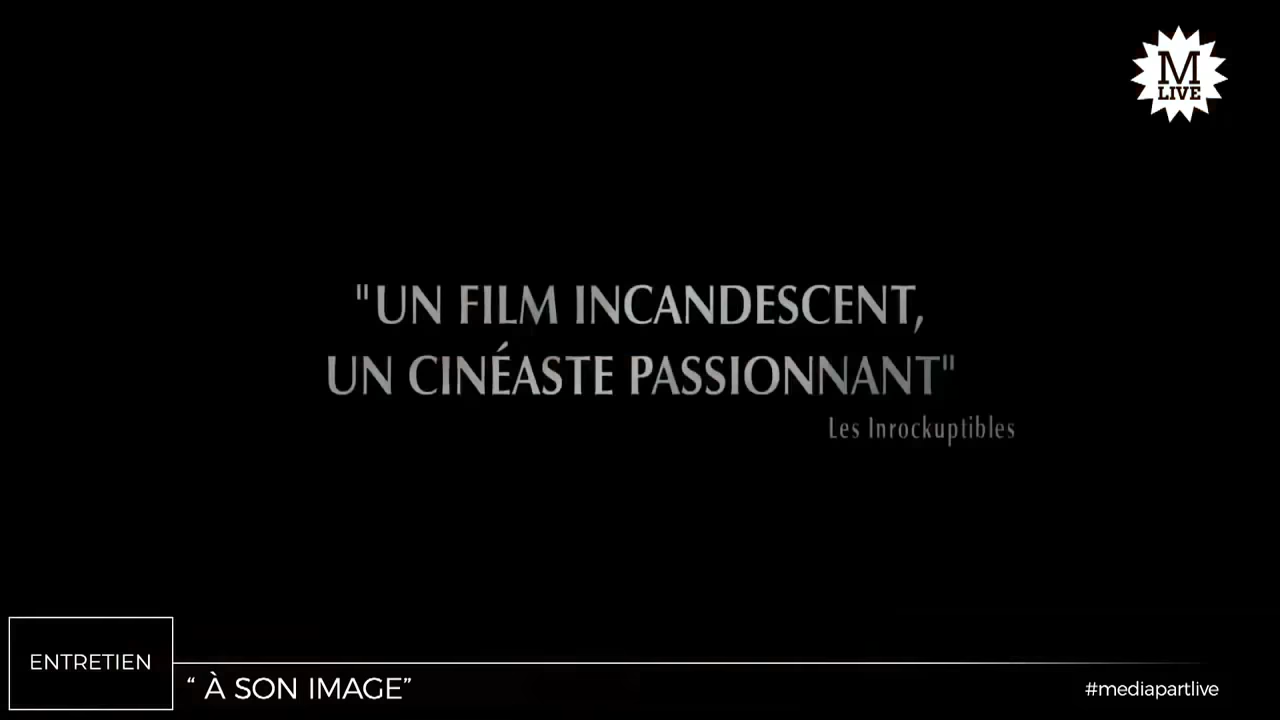 M
LIVE
"UN FILM INCANDESCENT,
UN CINÉASTE PASSIONNANT"
Les Inrockuptibles
ENTRETIEN
“ À SON IMAGE”
#mediapartlive